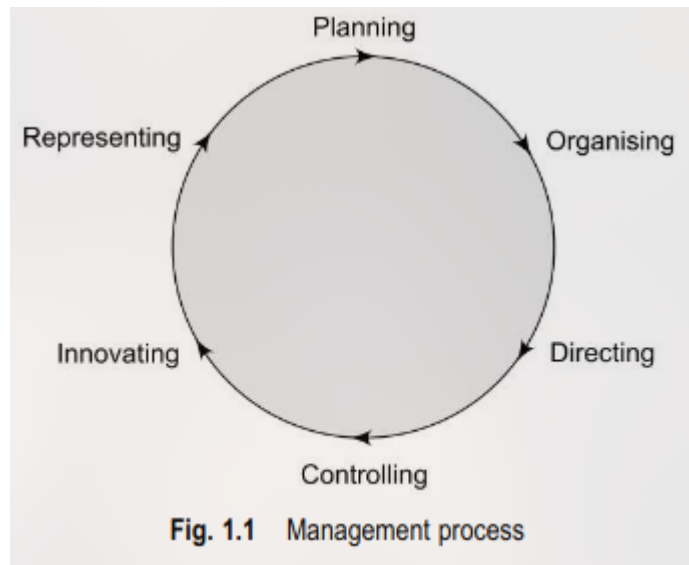 Planning
Representing
Organising
Innovating
Directing
Controlling
Fig. 1.1 Management process